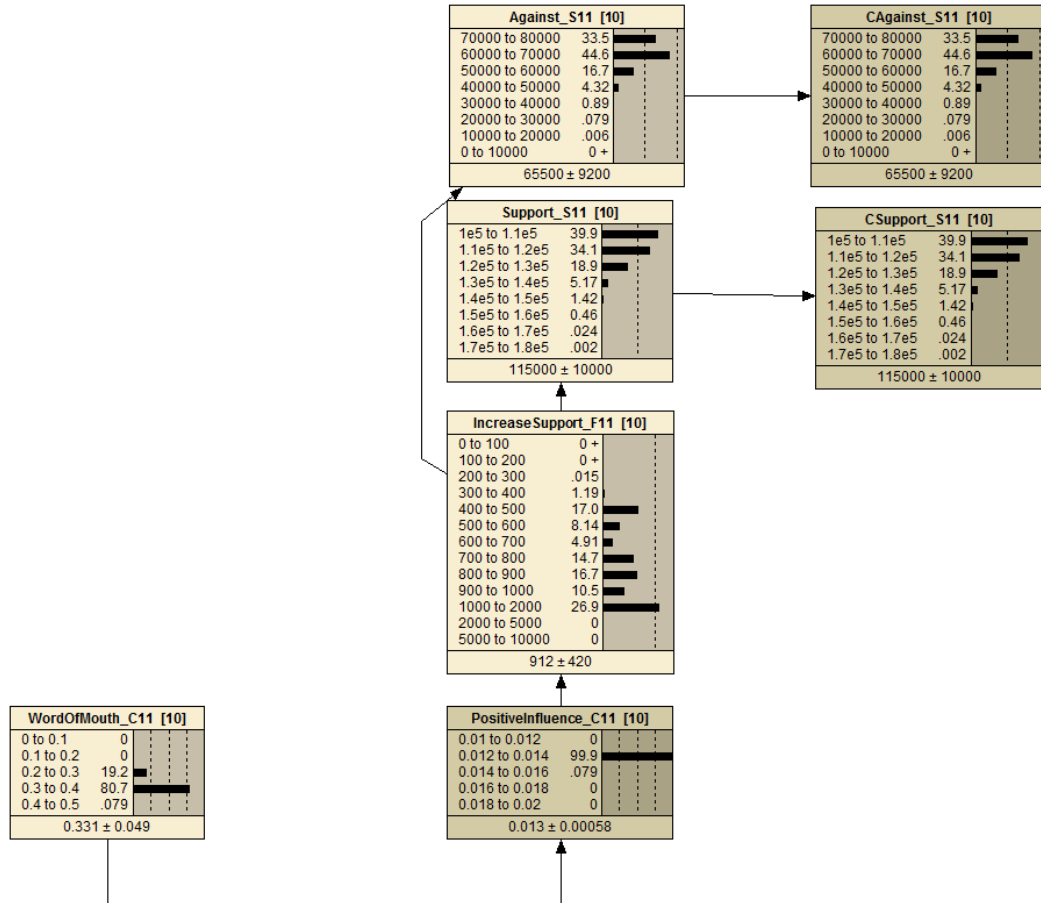 Against_S11 [10]
70000 to 80000 33.5
60000 to 70000 44.6
50000 to 60000 16.7
40000 to 50000 4.32
30000 to 40000 0.89
20000 to 30000 .079
10000 to 20000 .006
0 to 10000 0 +
65500 ± 9200
CAgainst_S11 [10]
70000 to 80000 33.5
60000 to 70000 44.6
50000 to 60000 16.7
40000 to 50000 4.32
30000 to 40000 0.89
20000 to 30000 .079
10000 to 20000 .006
0 to 10000 0 +
65500 ± 9200
Support_S11 [10]
1e5 to 1.1e5 39.9
1.1e5 to 1.2e5 34.1
1.2e5 to 1.3e5 18.9
1.3e5 to 1.4e5 5.17
1.4e5 to 1.5e5 1.42
1.5e5 to 1.6e5 0.46
1.6e5 to 1.7e5 .024
1.7e5 to 1.8e5 .002
115000 ± 10000
CSupport_S11 [10]
1e5 to 1.1e5 39.9
1.1e5 to 1.2e5 34.1
1.2e5 to 1.3e5 18.9
1.3e5 to 1.4e5 5.17
1.4e5 to 1.5e5 1.42
1.5e5 to 1.6e5 0.46
1.6e5 to 1.7e5 .024
1.7e5 to 1.8e5 .002
115000 ± 10000
IncreaseSupport_F11 [10]
0 to 100 0 +
100 to 200 0 +
200 to 300 .015
300 to 400 1.19
400 to 500 17.0
500 to 600 8.14
600 to 700 4.91
700 to 800 14.7
800 to 900 16.7
900 to 1000 10.5
1000 to 2000 26.9
2000 to 5000 0
5000 to 10000 0
912 ± 420
WordOfMouth_C11 [10]
0 to 0.1 0
0.1 to 0.2 0
0.2 to 0.3 19.2
0.3 to 0.4 80.7
0.4 to 0.5 .079
0.331 ± 0.049
PositiveInfluence_C11 [10]
0.01 to 0.012 0
0.012 to 0.014 99.9
0.014 to 0.016 .079
0.016 to 0.018 0
0.018 to 0.02 0
0.013 ± 0.00058